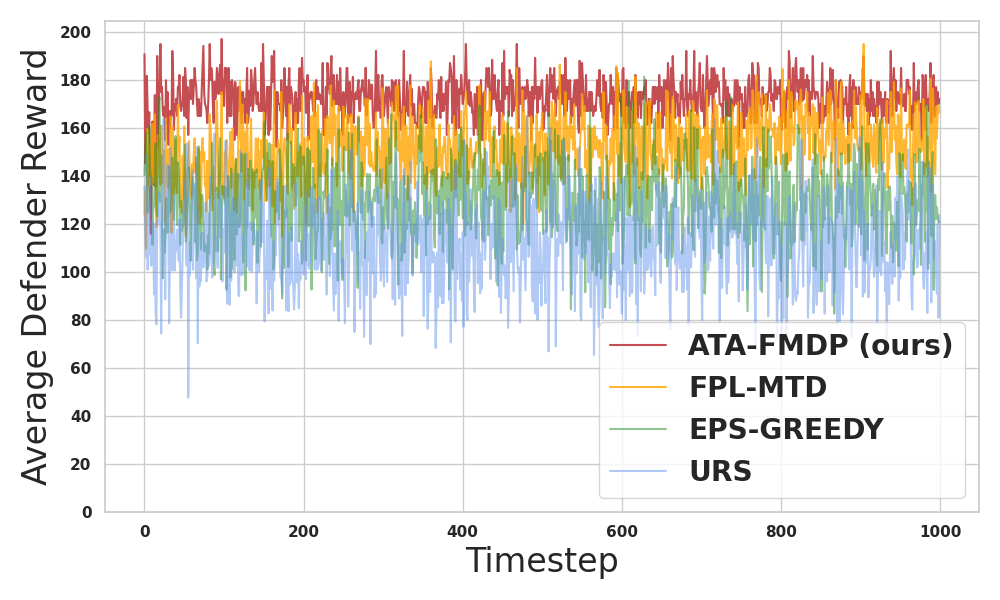 Average Defender Reward
200
180
160
140
120
100
80
60
40
20
0
ATA-FMDP (ours)
FPL-MTD
EPS-GREEDY
URS
0 200 400 600 800 1000
Timestep